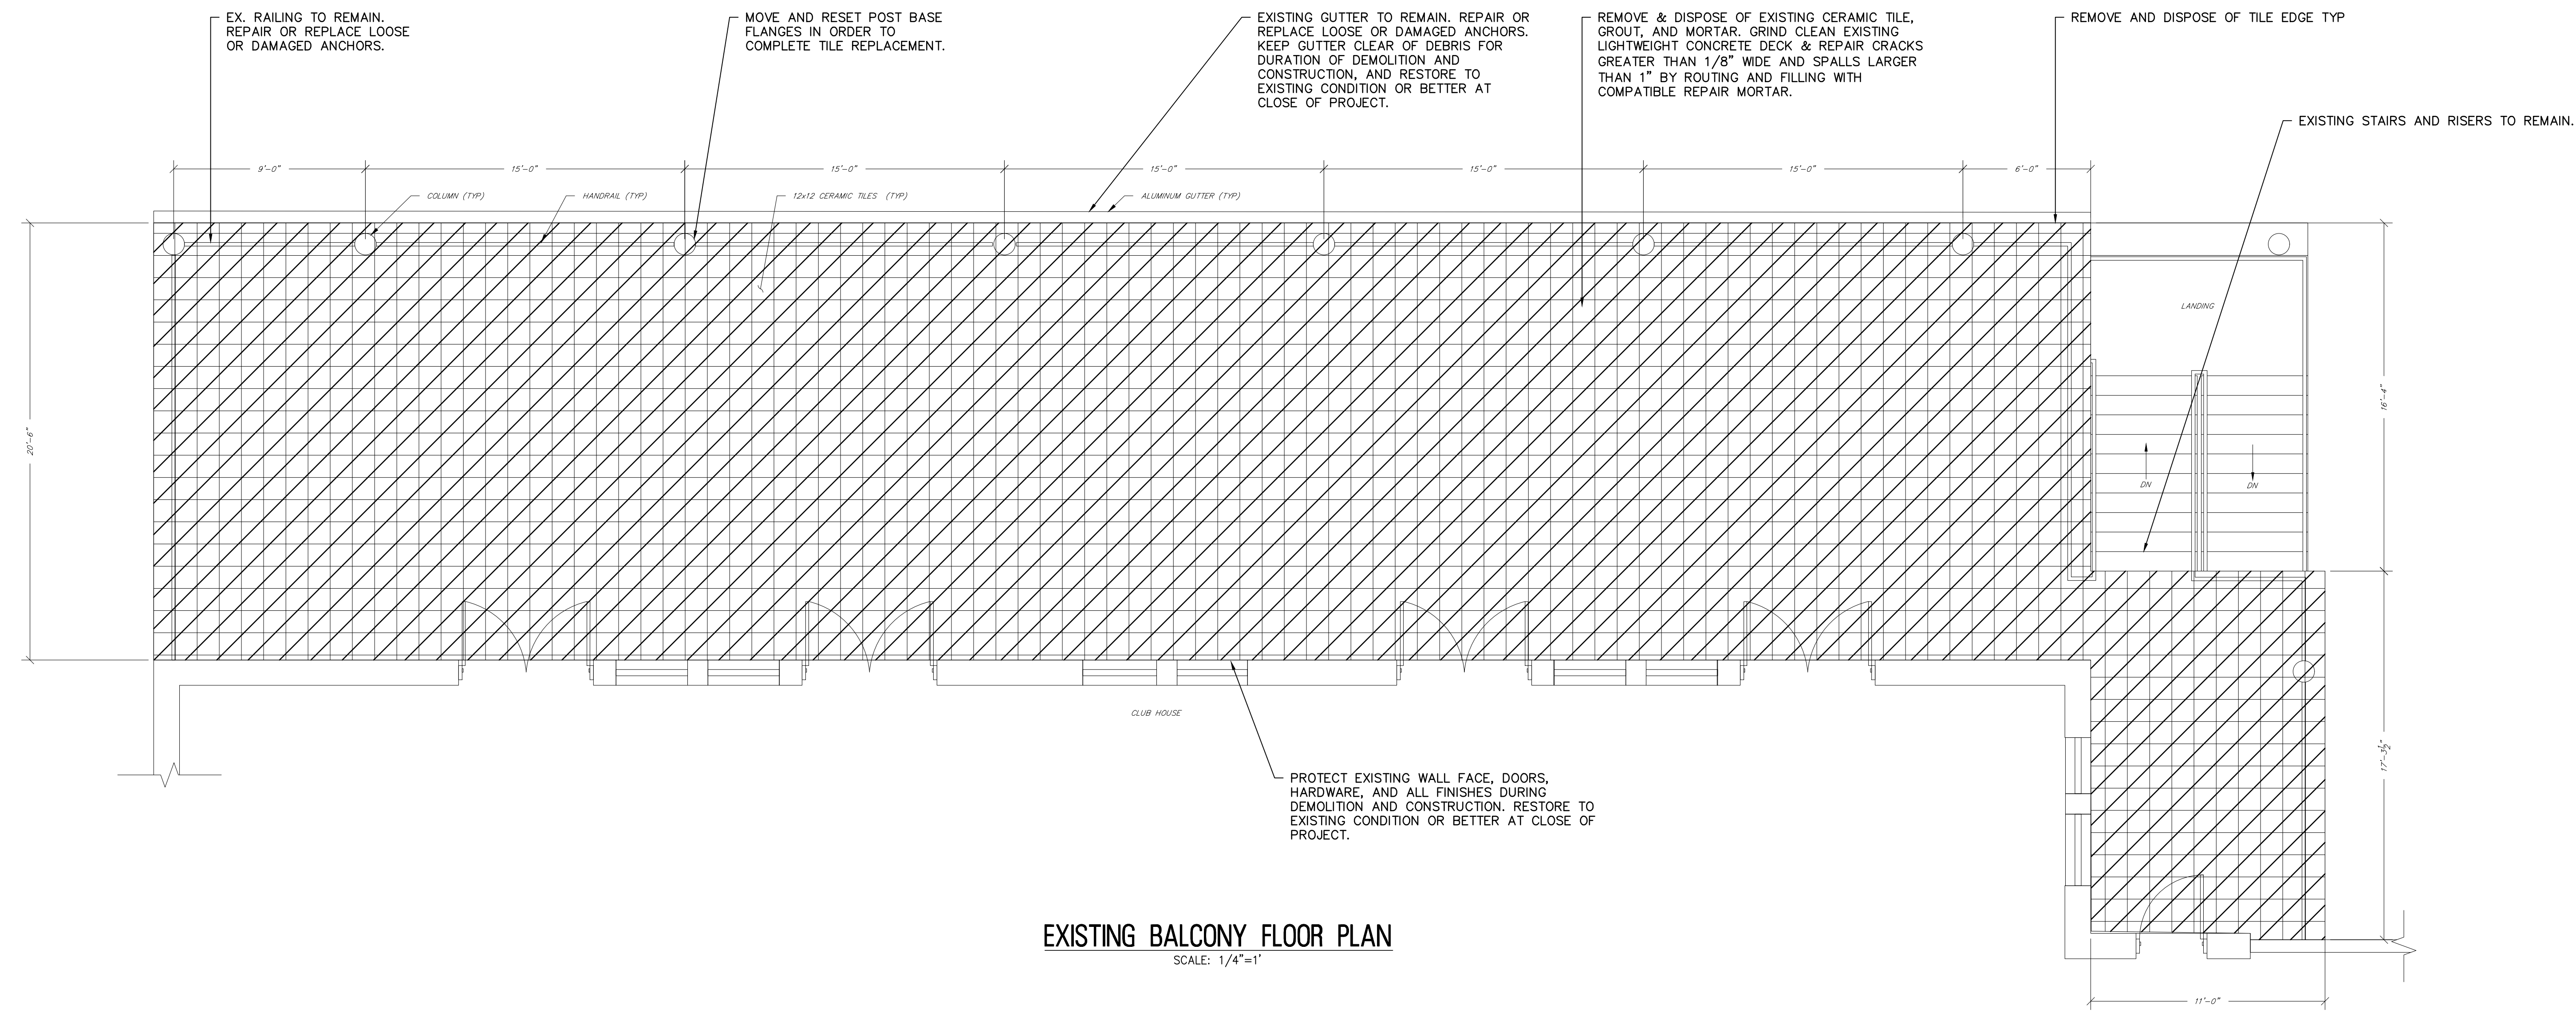 EX. RAILING TO REMAIN.
REPAIR OR REPLACE LOOSE
OR DAMAGED ANCHORS.
MOVE AND RESET POST BASE
FLANGES IN ORDER TO
COMPLETE TILE REPLACEMENT.
EXISTING GUTTER TO REMAIN. REPAIR OR
REPLACE LOOSE OR DAMAGED ANCHORS.
KEEP GUTTER CLEAR OF DEBRIS FOR
DURATION OF DEMOLITION AND
CONSTRUCTION, AND RESTORE TO
EXISTING CONDITION OR BETTER AT
CLOSE OF PROJECT.
REMOVE & DISPOSE OF EXISTING CERAMIC TILE,
GROUT, AND MORTAR. GRIND CLEAN EXISTING
LIGHTWEIGHT CONCRETE DECK & REPAIR CRACKS
GREATER THAN 1/8" WIDE AND SPALLS LARGER
THAN 1" BY ROUTING AND FILLING WITH
COMPATIBLE REPAIR MORTAR.
REMOVE AND DISPOSE OF TILE EDGE TYP
EXISTING STAIRS AND RISERS TO REMAIN.
9'-0"
15'-0"
15'-0"
15'-0"
15'-0"
15'-0"
6'-0"
COLUMN (TYP.)
HANDRAIL (TYP.)
12x12 CERAMIC TILES (TYP.)
ALUMINUM GUTTER (TYP.)
LANDING
20'-6"
16'-4"
DN
DN
CLUB HOUSE
17'-3½"
PROTECT EXISTING WALL FACE, DOORS,
HARDWARE, AND ALL FINISHES DURING
DEMOLITION AND CONSTRUCTION. RESTORE TO
EXISTING CONDITION OR BETTER AT CLOSE OF
PROJECT.
EXISTING BALCONY FLOOR PLAN
SCALE: 1/4"=1'
11'-0"